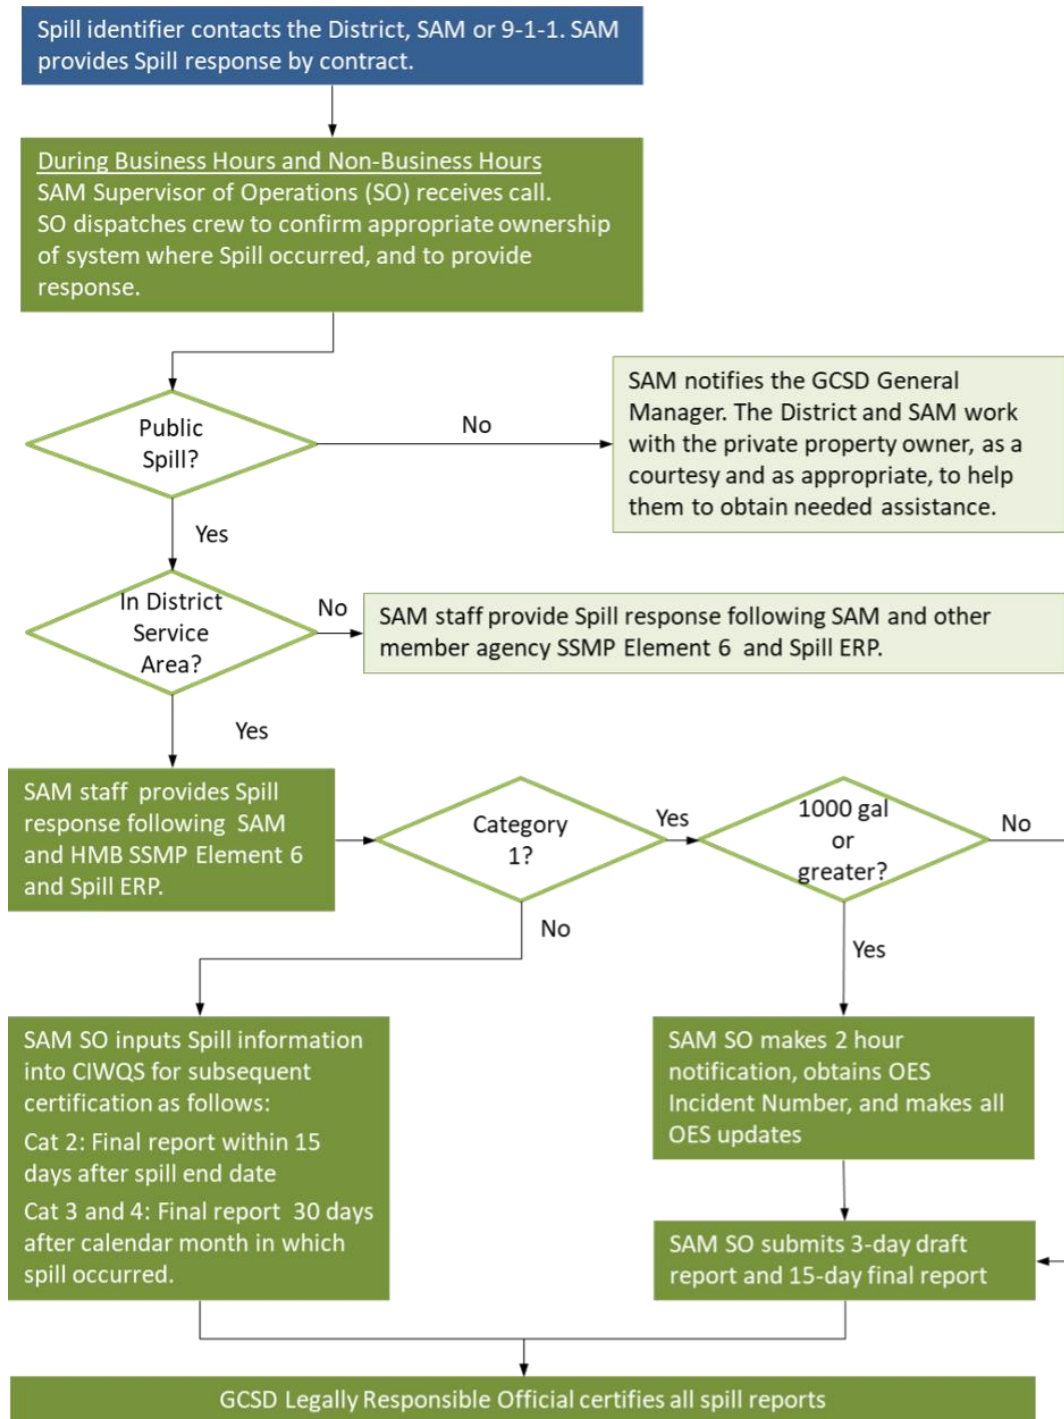 Spill identifier contacts the District, SAM or 9-1-1. SAM
provides Spill response by contract.
During Business Hours and Non-Business Hours
SAM Supervisor of Operations (SO) receives call.
SO dispatches crew to confirm appropriate ownership
of system where Spill occurred, and to provide
response.
Public
Spill?
No
SAM notifies the GCSD General
Manager. The District and SAM work
with the private property owner, as a
courtesy and as appropriate, to help
them to obtain needed assistance.
Yes
In District
Service
Area?
No
SAM staff provide Spill response following SAM and other
member agency SSMP Element 6 and Spill ERP.
Yes
SAM staff provides Spill
response following SAM
and HMB SSMP Element 6
and Spill ERP.
Category
1?
Yes
1000 gal
or
greater?
No
No
Yes
SAM SO inputs Spill information
into CIWQS for subsequent
certification as follows:
Cat 2: Final report within 15
days after spill end date
Cat 3 and 4: Final report 30 days
after calendar month in which
spill occurred.
SAM SO makes 2 hour
notification, obtains OES
Incident Number, and makes all
OES updates
SAM SO submits 3-day draft
report and 15-day final report
GCSD Legally Responsible Official certifies all spill reports